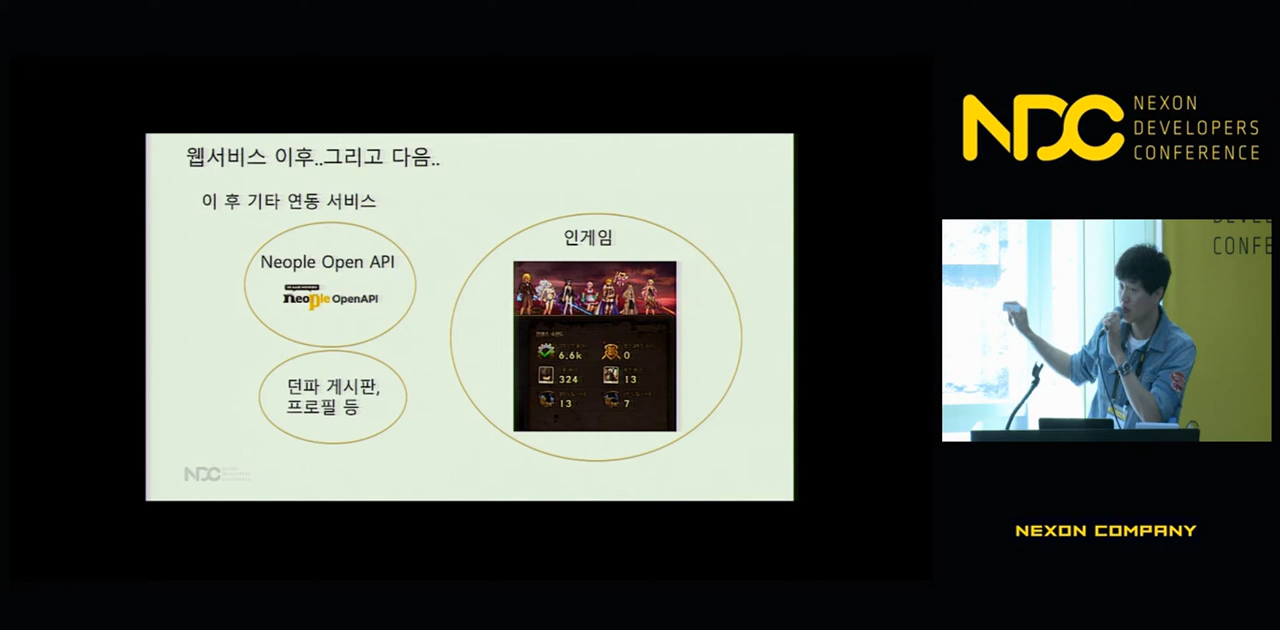 웹서비스 이후..그리고 다음..
이 후 기타 연동 서비스
Neople Open API
neople OpenAPI
던파 게시판,
프로필 등
인게임
6.6k
0
324
13
13
7
NDC
NDC
NEXON
DEVELOPERS
CONFERENCE
CONFE
NEXON COMPANY